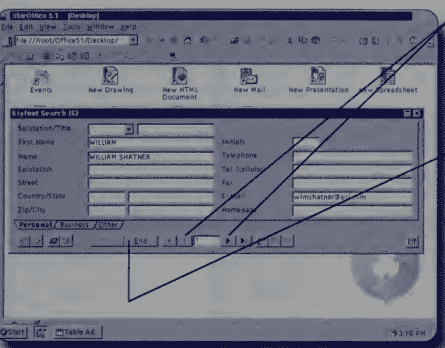 StarOffice 5.1 [Desktop]
File Edit View Tools Window Help
file:///root/Office51/Desktop/
Events New Drawing New HTML Document New Mail New Presentation New Spreadsheet
Bigfoot Search (6)
Salutation/Title
First Name WILLIAM Initials
Name WILLIAM SHATNER Telephone
Salutation Tel (cellular)
Street Fax
Country/State E-mail
Zip/City Homepage
Personal / Business / Other /
End 1
Start Table Ad. 3:16 PM